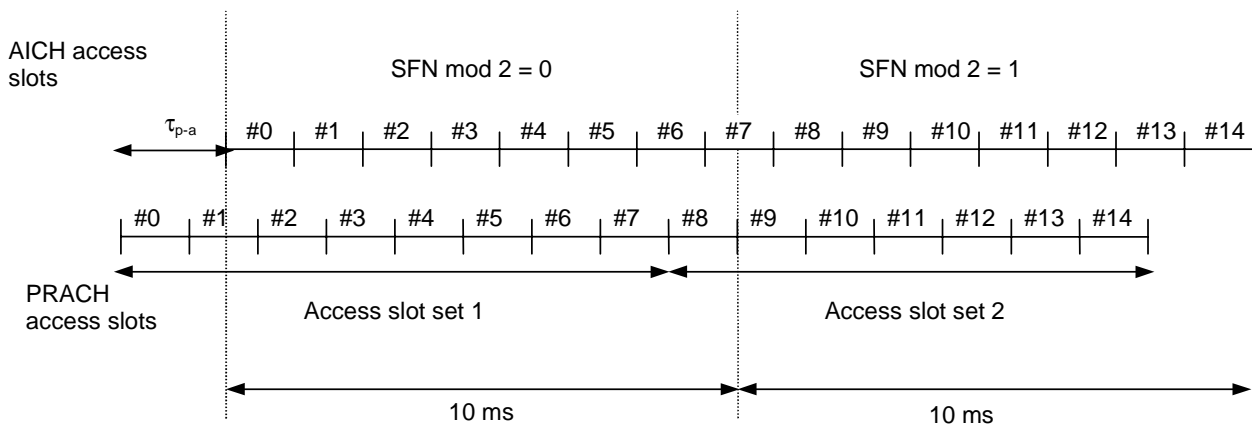 AICH access
slots
SFN mod 2 = 0
SFN mod 2 = 1
τp-a
#0 #1 #2 #3 #4 #5 #6 #7 #8 #9 #10 #11 #12 #13 #14
#0 #1 #2 #3 #4 #5 #6 #7 #8 #9 #10 #11 #12 #13 #14
PRACH
access slots
Access slot set 1
Access slot set 2
10 ms
10 ms